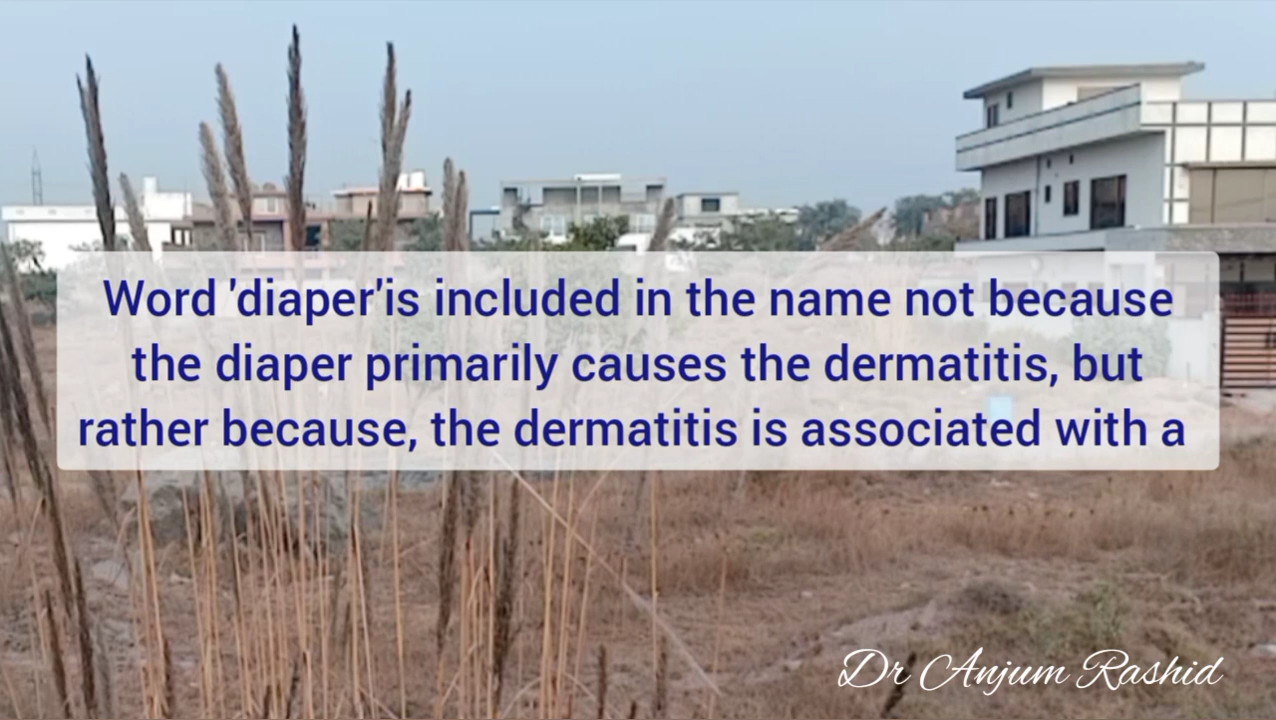 Word 'diaper'is included in the name not because
the diaper primarily causes the dermatitis, but
rather because, the dermatitis is associated with a
Dr Anjum Rashid